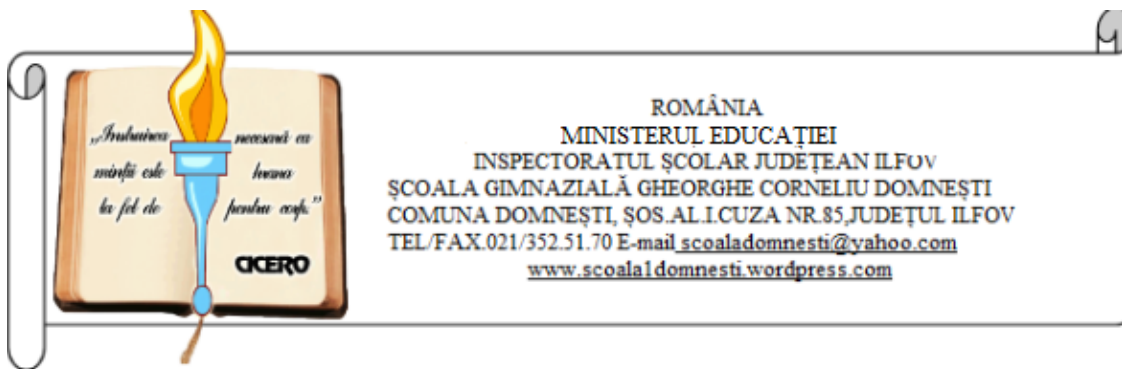 „Instruirea necesară ca
minții este hrana
la fel de pentru corp.”
CICERO
ROMÂNIA
MINISTERUL EDUCAȚIEI
INSPECTORATUL ȘCOLAR JUDEȚEAN ILFOV
ȘCOALA GIMNAZIALĂ GHEORGHE CORNELIU DOMNEȘTI
COMUNA DOMNEȘTI, ȘOS.AL.I.CUZA NR.85,JUDEȚUL ILFOV
TEL/FAX.021/352.51.70 E-mail scoaladomnesti@yahoo.com
www.scoala1domnesti.wordpress.com